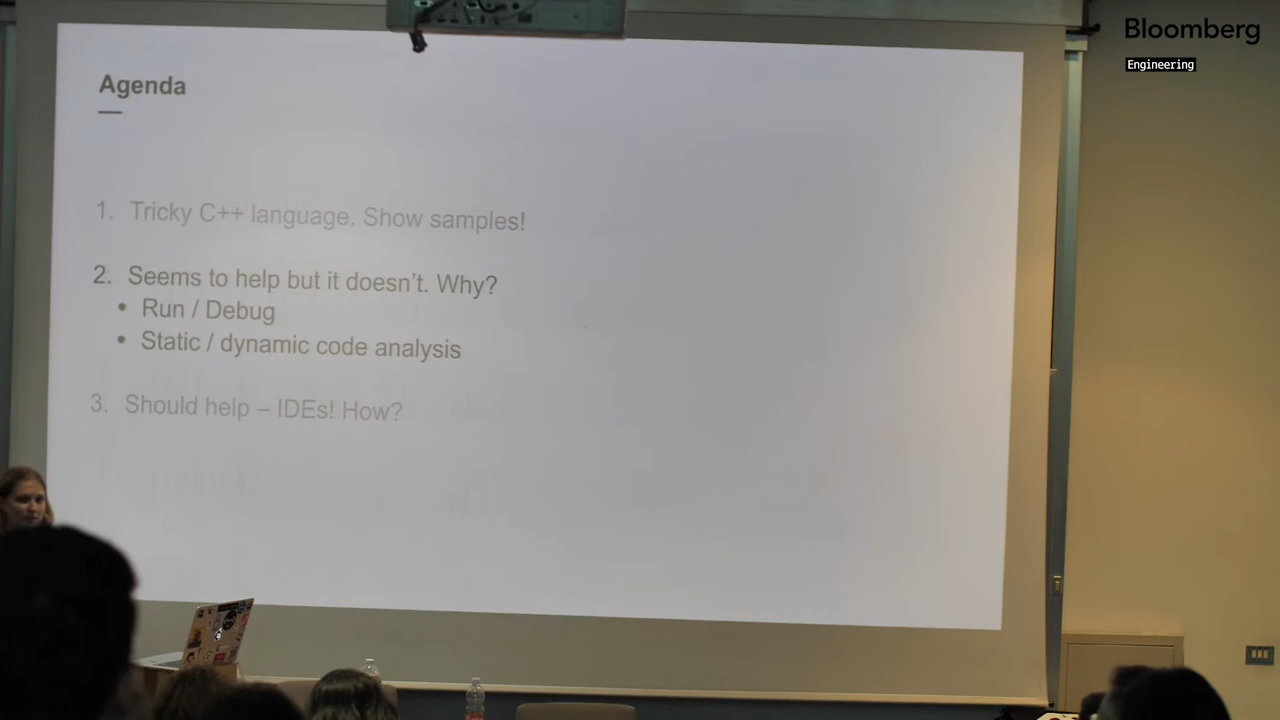 Bloomberg
Engineering
Agenda
1. Tricky C++ language. Show samples!
2. Seems to help but it doesn’t. Why?
• Run / Debug
• Static / dynamic code analysis
3. Should help – IDEs! How?